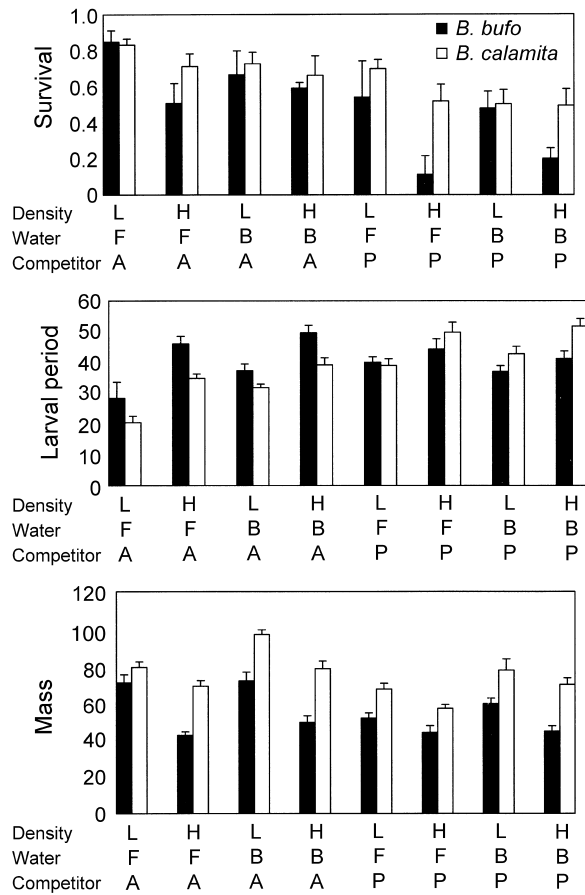 1.0
0.8
0.6
0.4
0.2
0
Survival
B. bufo
B. calamita
Density L H L H L H L H
Water F F B B F F B B
Competitor A A A A P P P P
60
50
40
30
20
10
0
Larval period
Density L H L H L H L H
Water F F B B F F B B
Competitor A A A A P P P P
120
100
80
60
40
20
0
Mass
Density L H L H L H L H
Water F F B B F F B B
Competitor A A A A P P P P